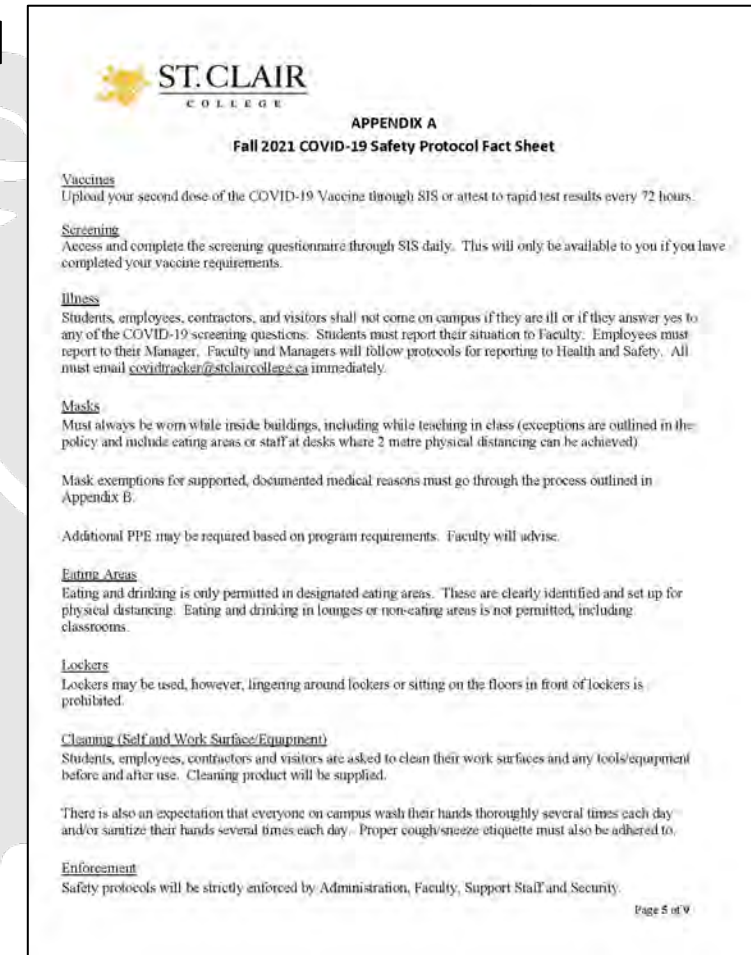 ST. CLAIR
COLLEGE
APPENDIX A
Fall 2021 COVID-19 Safety Protocol Fact Sheet
Vaccines
Upload your second dose of the COVID-19 Vaccine through SIS or attest to rapid test results every 72 hours.
Screening
Access and complete the screening questionnaire through SIS daily. This will only be available to you if you have
completed your vaccine requirements.
Illness
Students, employees, contractors, and visitors shall not come on campus if they are ill or if they answer yes to
any of the COVID-19 screening questions. Students must report their situation to Faculty. Employees must
report to their Manager. Faculty and Managers will follow protocols for reporting to Health and Safety. All
must email covidtracker@stclaircollege.ca immediately.
Masks
Must always be worn while inside buildings, including while teaching in class (exceptions are outlined in the
policy and include eating areas or staff at desks where 2 metre physical distancing can be achieved)
Mask exemptions for supported, documented medical reasons must go through the process outlined in
Appendix B.
Additional PPE may be required based on program requirements. Faculty will advise.
Eating Areas
Eating and drinking is only permitted in designated eating areas. These are clearly identified and set up for
physical distancing. Eating and drinking in lounges or non-eating areas is not permitted, including
classrooms.
Lockers
Lockers may be used, however, lingering around lockers or sitting on the floors in front of lockers is
prohibited.
Cleaning (Self and Work Surface/Equipment)
Students, employees, contractors and visitors are asked to clean their work surfaces and any tools/equipment
before and after use. Cleaning product will be supplied.
There is also an expectation that everyone on campus wash their hands thoroughly several times each day
and/or sanitize their hands several times each day. Proper cough/sneeze etiquette must also be adhered to.
Enforcement
Safety protocols will be strictly enforced by Administration, Faculty, Support Staff and Security.
Page 5 of 9